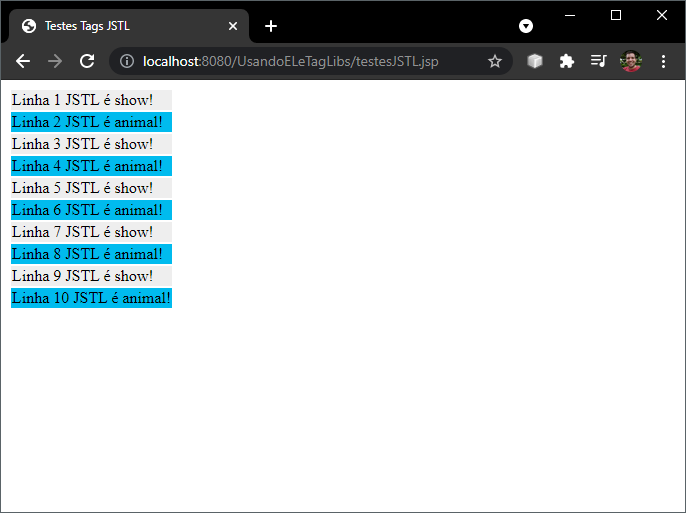 Testes Tags JSTL
localhost:8080/UsandoELeTagLibs/testesJSTL.jsp
Linha 1 JSTL é show!
Linha 2 JSTL é animal!
Linha 3 JSTL é show!
Linha 4 JSTL é animal!
Linha 5 JSTL é show!
Linha 6 JSTL é animal!
Linha 7 JSTL é show!
Linha 8 JSTL é animal!
Linha 9 JSTL é show!
Linha 10 JSTL é animal!